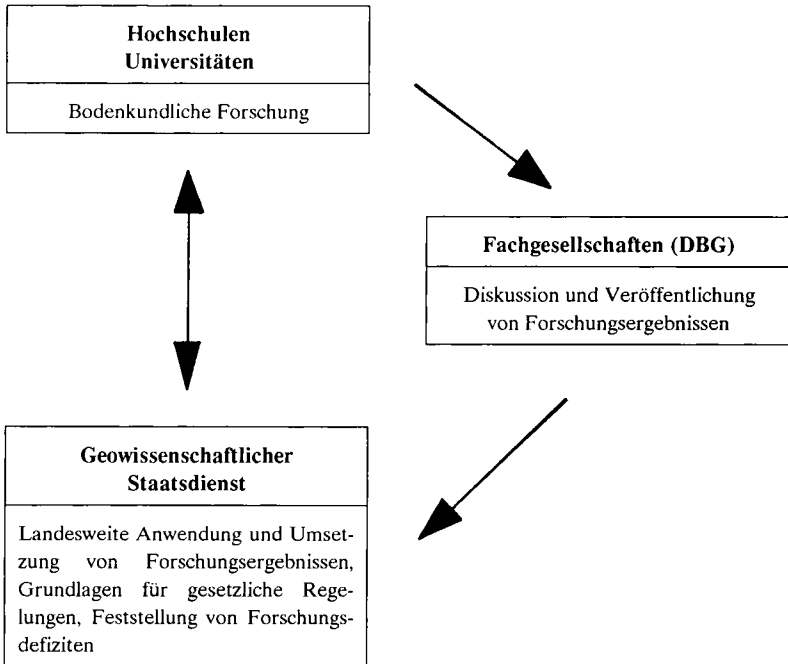 Hochschulen
Universitäten
Bodenkundliche Forschung
Fachgesellschaften (DBG)
Diskussion und Veröffentlichung
von Forschungsergebnissen
Geowissenschaftlicher
Staatsdienst
Landesweite Anwendung und Umset-
zung von Forschungsergebnissen,
Grundlagen für gesetzliche Rege-
lungen, Feststellung von Forschungs-
defiziten